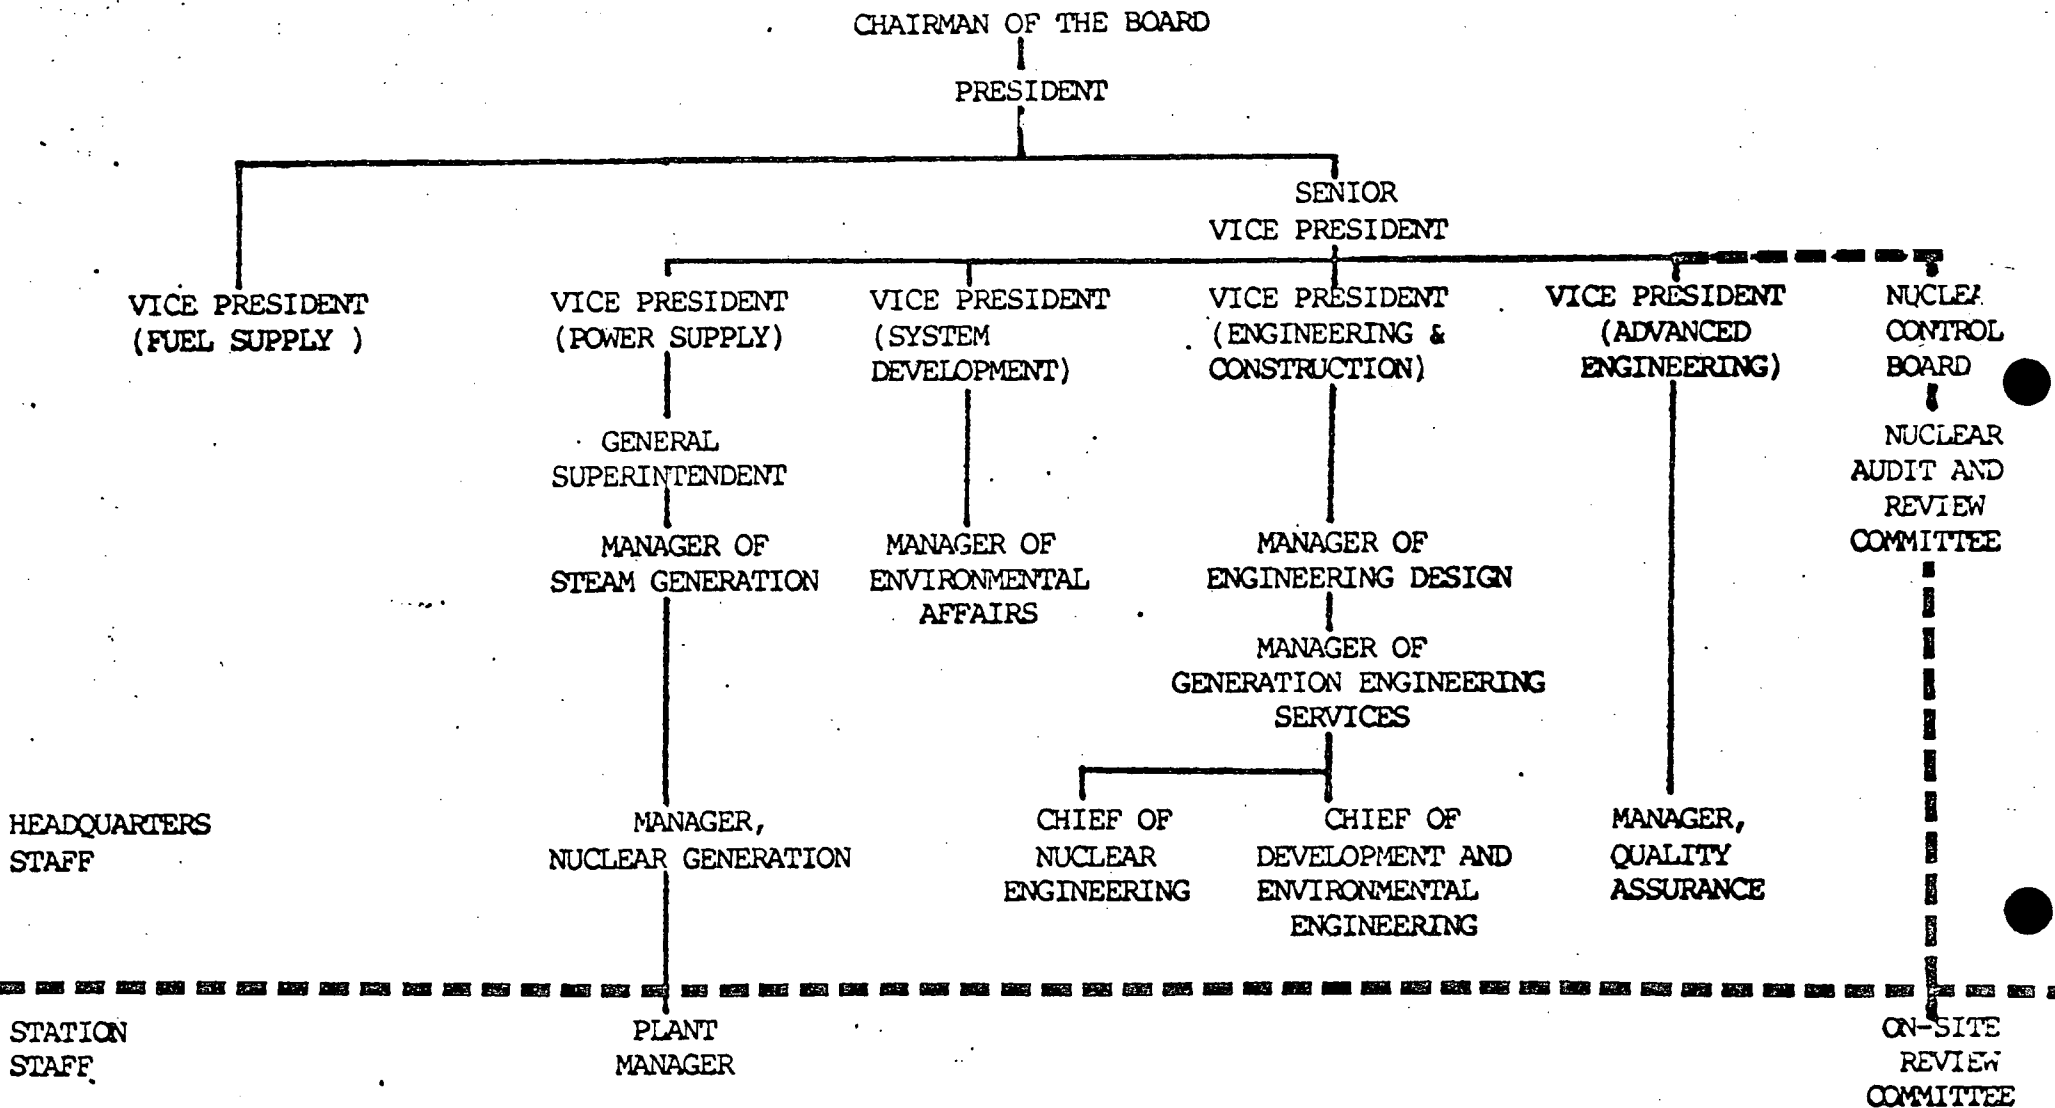 CHAIRMAN OF THE BOARD
PRESIDENT
SENIOR
VICE PRESIDENT
VICE PRESIDENT
(FUEL SUPPLY )
VICE PRESIDENT
(POWER SUPPLY)
VICE PRESIDENT
(SYSTEM
DEVELOPMENT)
VICE PRESIDENT
(ENGINEERING &
CONSTRUCTION)
VICE PRESIDENT
(ADVANCED
ENGINEERING)
NUCLEA
CONTROL
BOARD
GENERAL
SUPERINTENDENT
NUCLEAR
AUDIT AND
REVIEW
COMMITTEE
MANAGER OF
STEAM GENERATION
MANAGER OF
ENVIRONMENTAL
AFFAIRS
MANAGER OF
ENGINEERING DESIGN
MANAGER OF
GENERATION ENGINEERING
SERVICES
HEADQUARTERS
STAFF
MANAGER,
NUCLEAR GENERATION
CHIEF OF
NUCLEAR
ENGINEERING
CHIEF OF
DEVELOPMENT AND
ENVIRONMENTAL
ENGINEERING
MANAGER,
QUALITY
ASSURANCE
STATION
STAFF
PLANT
MANAGER
ON-SITE
REVIEW
COMMITTEE